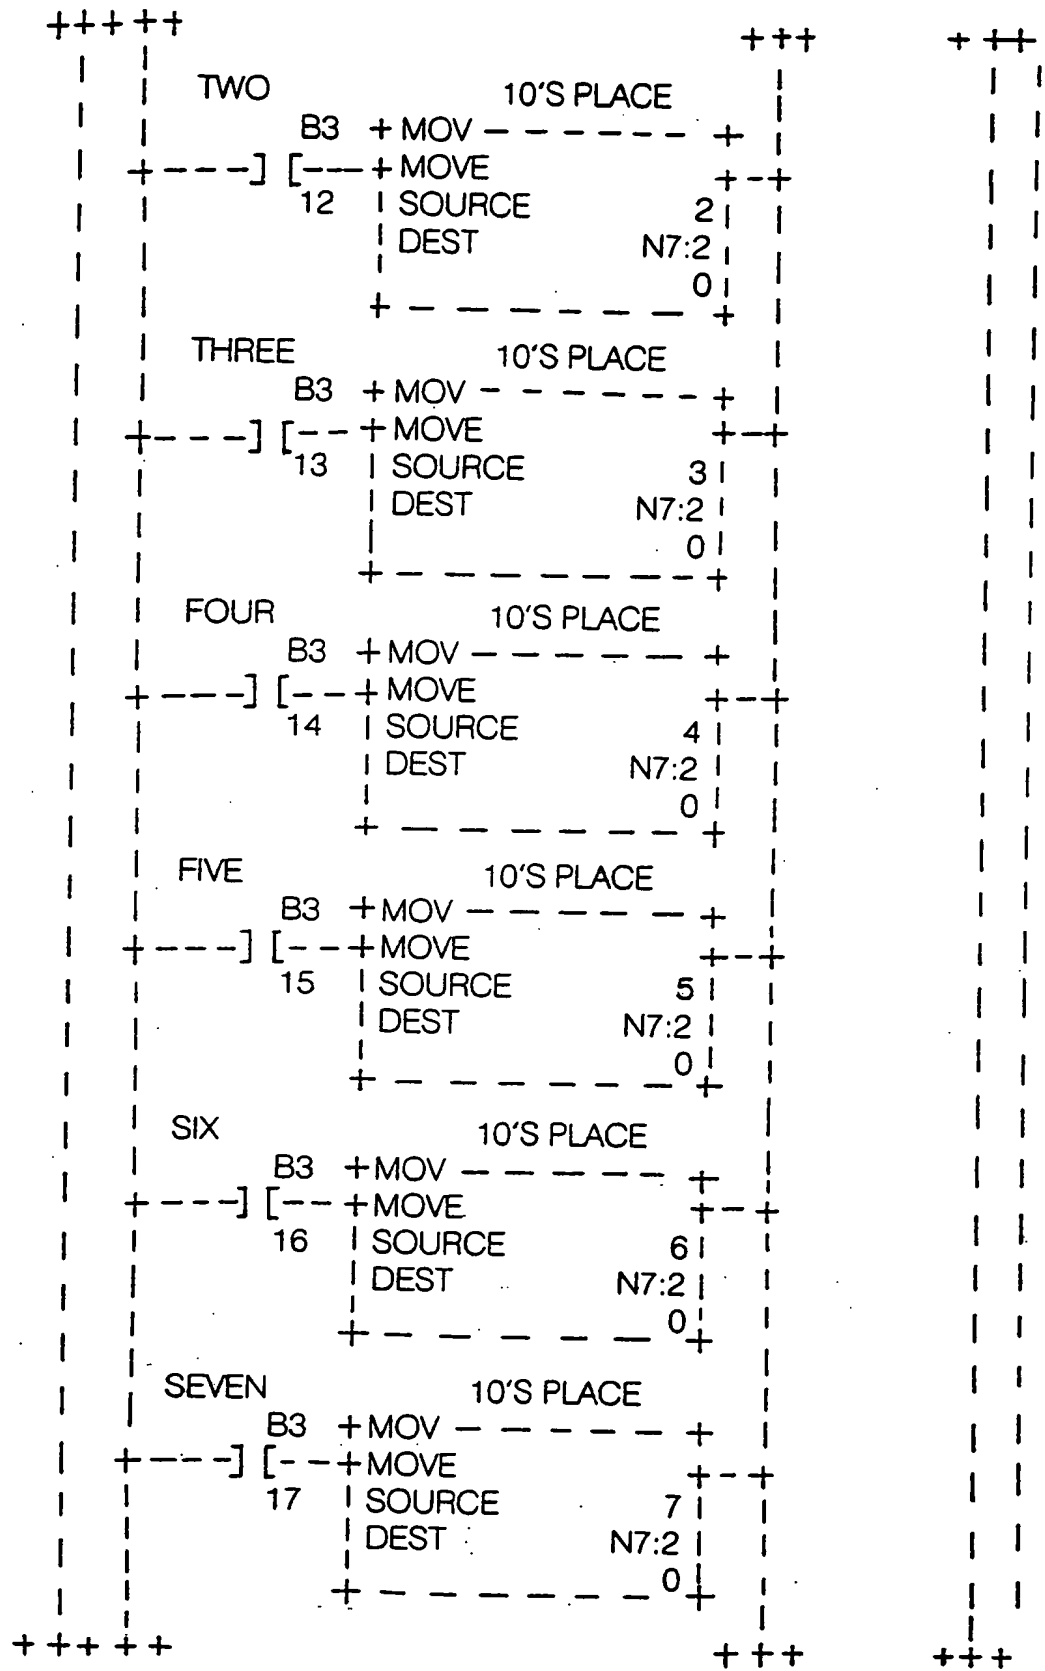 TWO
10'S PLACE
B3 MOV
MOVE
12 SOURCE 2
DEST N7:2
0
THREE
10'S PLACE
B3 MOV
MOVE
13 SOURCE 3
DEST N7:2
0
FOUR
10'S PLACE
B3 MOV
MOVE
14 SOURCE 4
DEST N7:2
0
FIVE
10'S PLACE
B3 MOV
MOVE
15 SOURCE 5
DEST N7:2
0
SIX
10'S PLACE
B3 MOV
MOVE
16 SOURCE 6
DEST N7:2
0
SEVEN
10'S PLACE
B3 MOV
MOVE
17 SOURCE 7
DEST N7:2
0